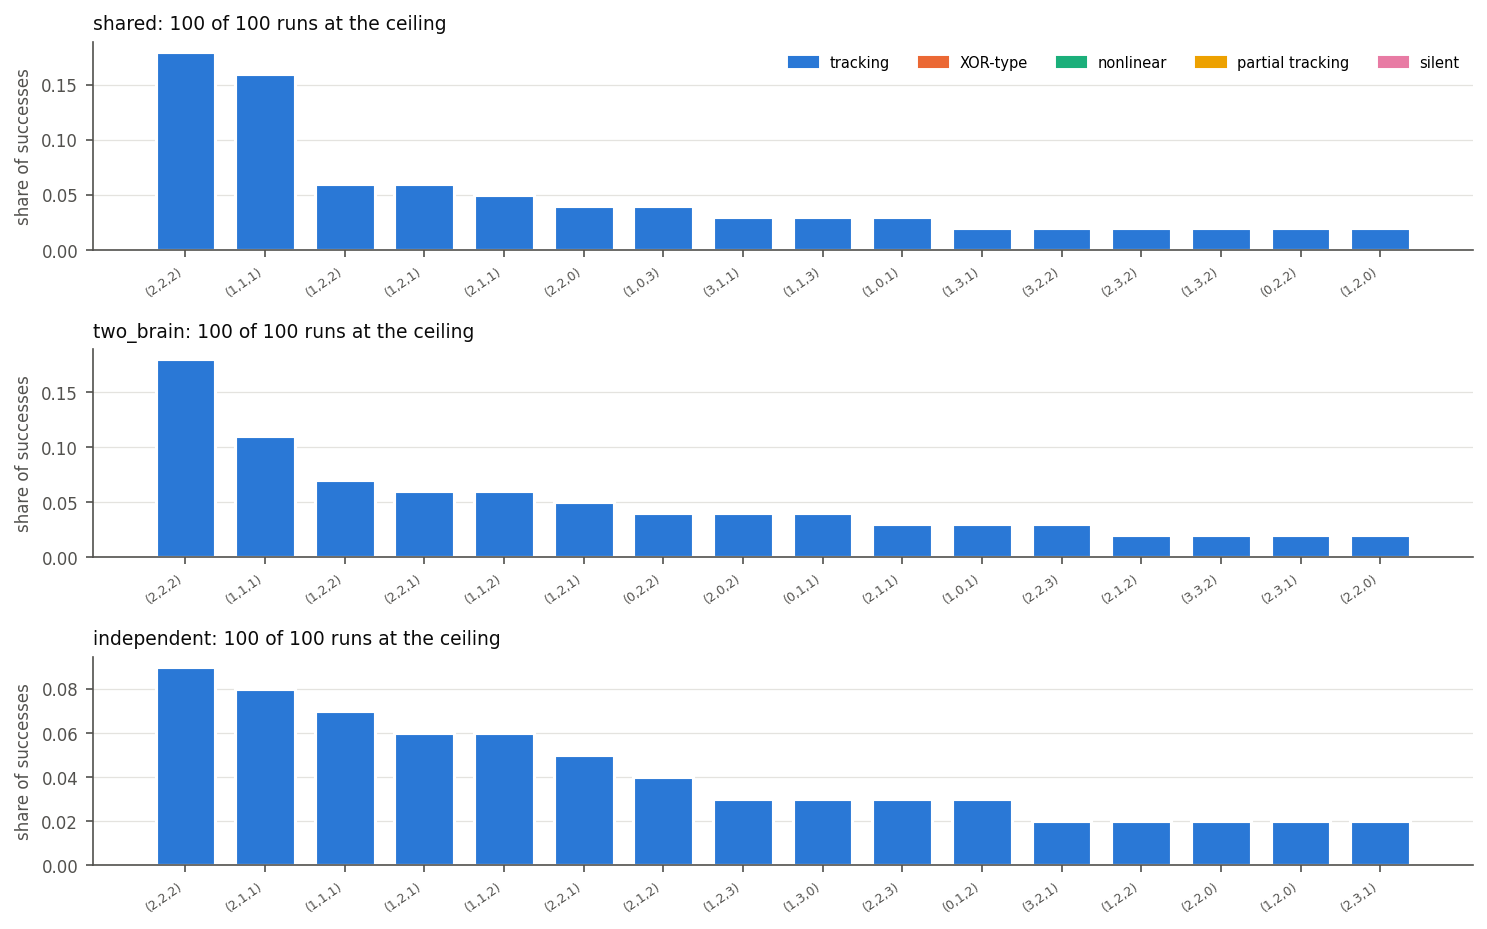 shared: 100 of 100 runs at the ceiling
tracking XOR-type nonlinear partial tracking silent
share of successes
0.15
0.10
0.05
0.00
(2,2,2) (1,1,1) (1,2,2) (1,2,1) (2,1,1) (2,2,0) (1,0,3) (3,1,1) (1,1,3) (1,0,1) (1,3,1) (3,2,2) (2,3,2) (1,3,2) (0,2,2) (1,2,0)
two_brain: 100 of 100 runs at the ceiling
share of successes
0.15
0.10
0.05
0.00
(2,2,2) (1,1,1) (1,2,2) (2,2,1) (1,1,2) (1,2,1) (0,2,2) (2,0,2) (0,1,1) (2,1,1) (1,0,1) (2,2,3) (2,1,2) (3,3,2) (2,3,1) (2,2,0)
independent: 100 of 100 runs at the ceiling
share of successes
0.08
0.06
0.04
0.02
0.00
(2,2,2) (2,1,1) (1,1,1) (1,2,1) (1,1,2) (2,2,1) (2,1,2) (1,2,3) (1,3,0) (2,2,3) (0,1,2) (3,2,1) (1,2,2) (2,2,0) (1,2,0) (2,3,1)